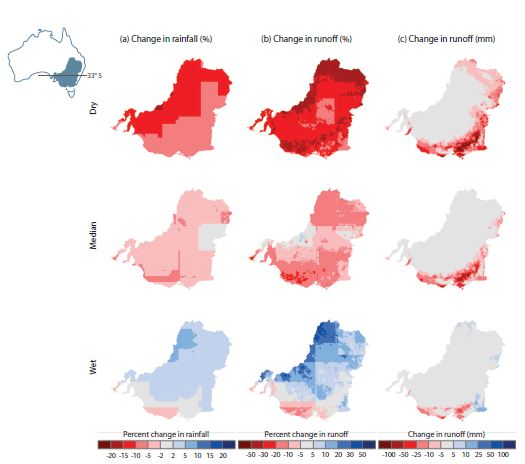 (a) Change in rainfall (%) (b) Change in runoff (%) (c) Change in runoff (mm)
33° S
Dry
Median
Wet
Percent change in rainfall Percent change in runoff Change in runoff (mm)
-20 -15 -10 -5 -2 2 5 10 15 20 -50 -30 -20 -10 -5 5 10 20 30 50 -100 -50 -25 -10 -5 5 10 25 50 100